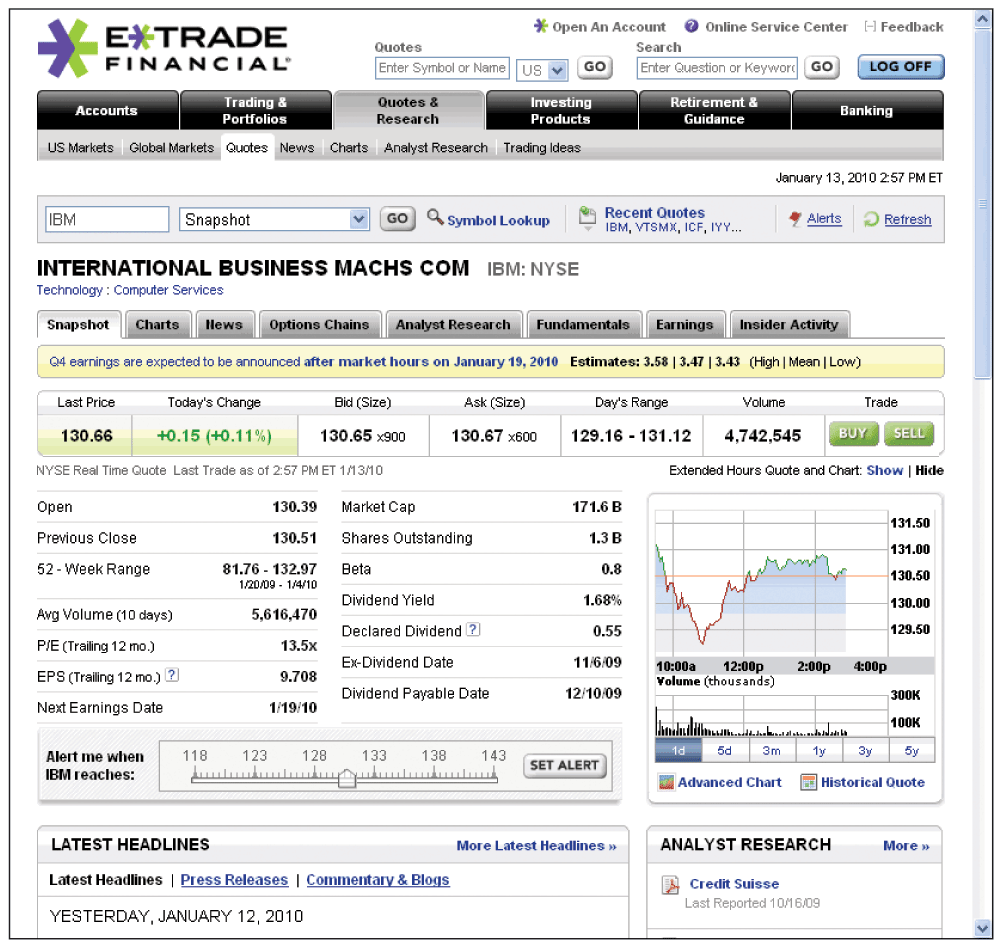 E*TRADE
FINANCIAL®
Open An Account ? Online Service Center [-] Feedback
Quotes
Enter Symbol or Name US GO
Search
Enter Question or Keyword GO
LOG OFF
Accounts
Trading &
Portfolios
Quotes &
Research
Investing
Products
Retirement &
Guidance
Banking
US Markets Global Markets Quotes News Charts Analyst Research Trading Ideas
January 13, 2010 2:57 PM ET
IBM Snapshot GO Symbol Lookup
Recent Quotes
IBM, VTSMX, ICF, IYY...
Alerts Refresh
INTERNATIONAL BUSINESS MACHS COM IBM: NYSE
Technology : Computer Services
Snapshot Charts News Options Chains Analyst Research Fundamentals Earnings Insider Activity
Q4 earnings are expected to be announced after market hours on January 19, 2010 Estimates: 3.58 | 3.47 | 3.43 (High | Mean | Low)
Last Price Today's Change Bid (Size) Ask (Size) Day's Range Volume Trade
130.66 +0.15 (+0.11%) 130.65 x900 130.67 x600 129.16 - 131.12 4,742,545 BUY SELL
NYSE Real Time Quote Last Trade as of 2:57 PM ET 1/13/10
Extended Hours Quote and Chart: Show | Hide
Open 130.39
Previous Close 130.51
52 - Week Range 81.76 - 132.97
1/20/09 - 1/4/10
Avg Volume (10 days) 5,616,470
P/E (Trailing 12 mo.) 13.5x
EPS (Trailing 12 mo.) ? 9.708
Next Earnings Date 1/19/10
Market Cap 171.6 B
Shares Outstanding 1.3 B
Beta 0.8
Dividend Yield 1.68%
Declared Dividend ? 0.55
Ex-Dividend Date 11/6/09
Dividend Payable Date 12/10/09
131.50
131.00
130.50
130.00
129.50
10:00a 12:00p 2:00p 4:00p
Volume (thousands)
300K
100K
1d 5d 3m 1y 3y 5y
Advanced Chart Historical Quote
Alert me when
IBM reaches:
118 123 128 133 138 143
SET ALERT
LATEST HEADLINES More Latest Headlines »
Latest Headlines | Press Releases | Commentary & Blogs
YESTERDAY, JANUARY 12, 2010
ANALYST RESEARCH More »
Credit Suisse
Last Reported 10/16/09